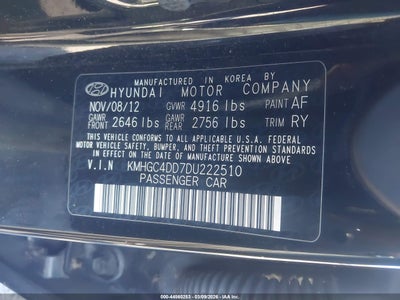 MANUFACTURED IN KOREA BY
HYUNDAI MOTOR COMPANY
NOV/08/12 GVWR 4916 lbs PAINT AF
GAWR FRONT 2646 lbs GAWR REAR 2756 lbs TRIM RY
THIS VEHICLE CONFORMS TO ALL APPLICABLE U.S.A. FEDERAL
MOTOR VEHICLE SAFETY, BUMPER, AND THEFT PREVENTION
STANDARDS IN EFFECT ON THE DATE OF MANUFACTURE
SHOWN ABOVE.
V.I.N KMHGC4DD7DU222510
PASSENGER CAR